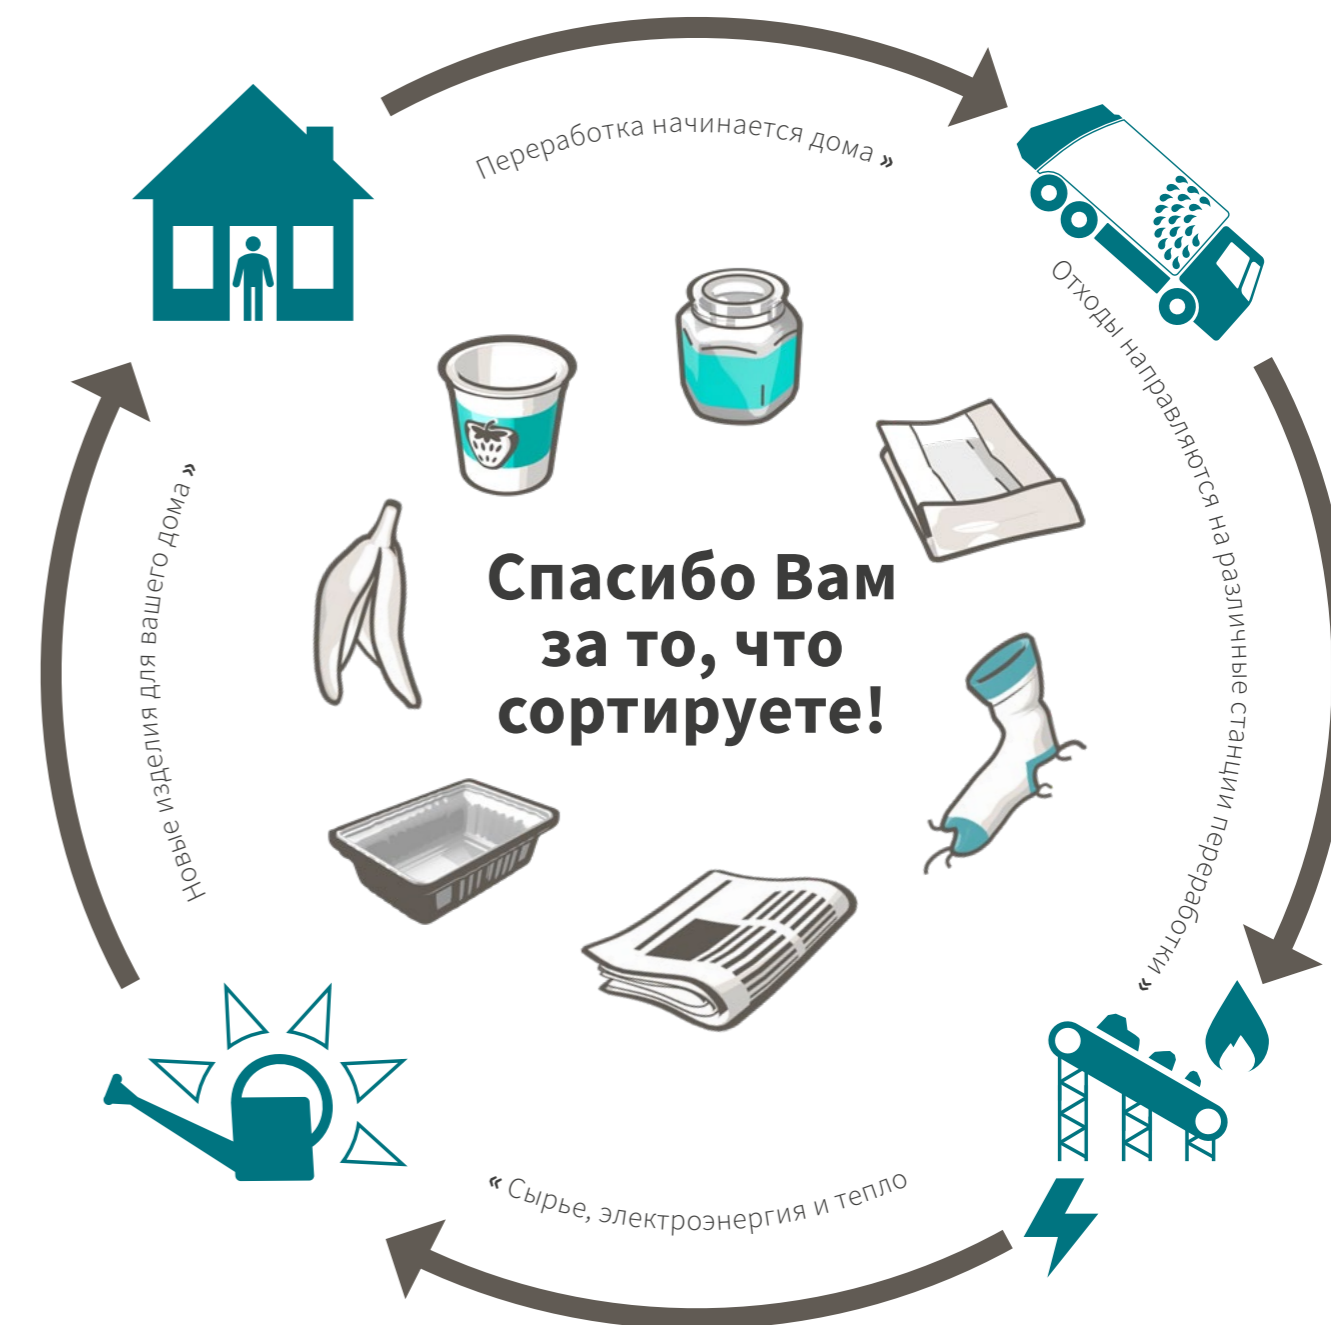 Переработка начинается дома »
Отходы направляются на различные станции переработки »
Спасибо Вам
за то, что
сортируете!
« Сырье, электроэнергия и тепло
Новые изделия для вашего дома »